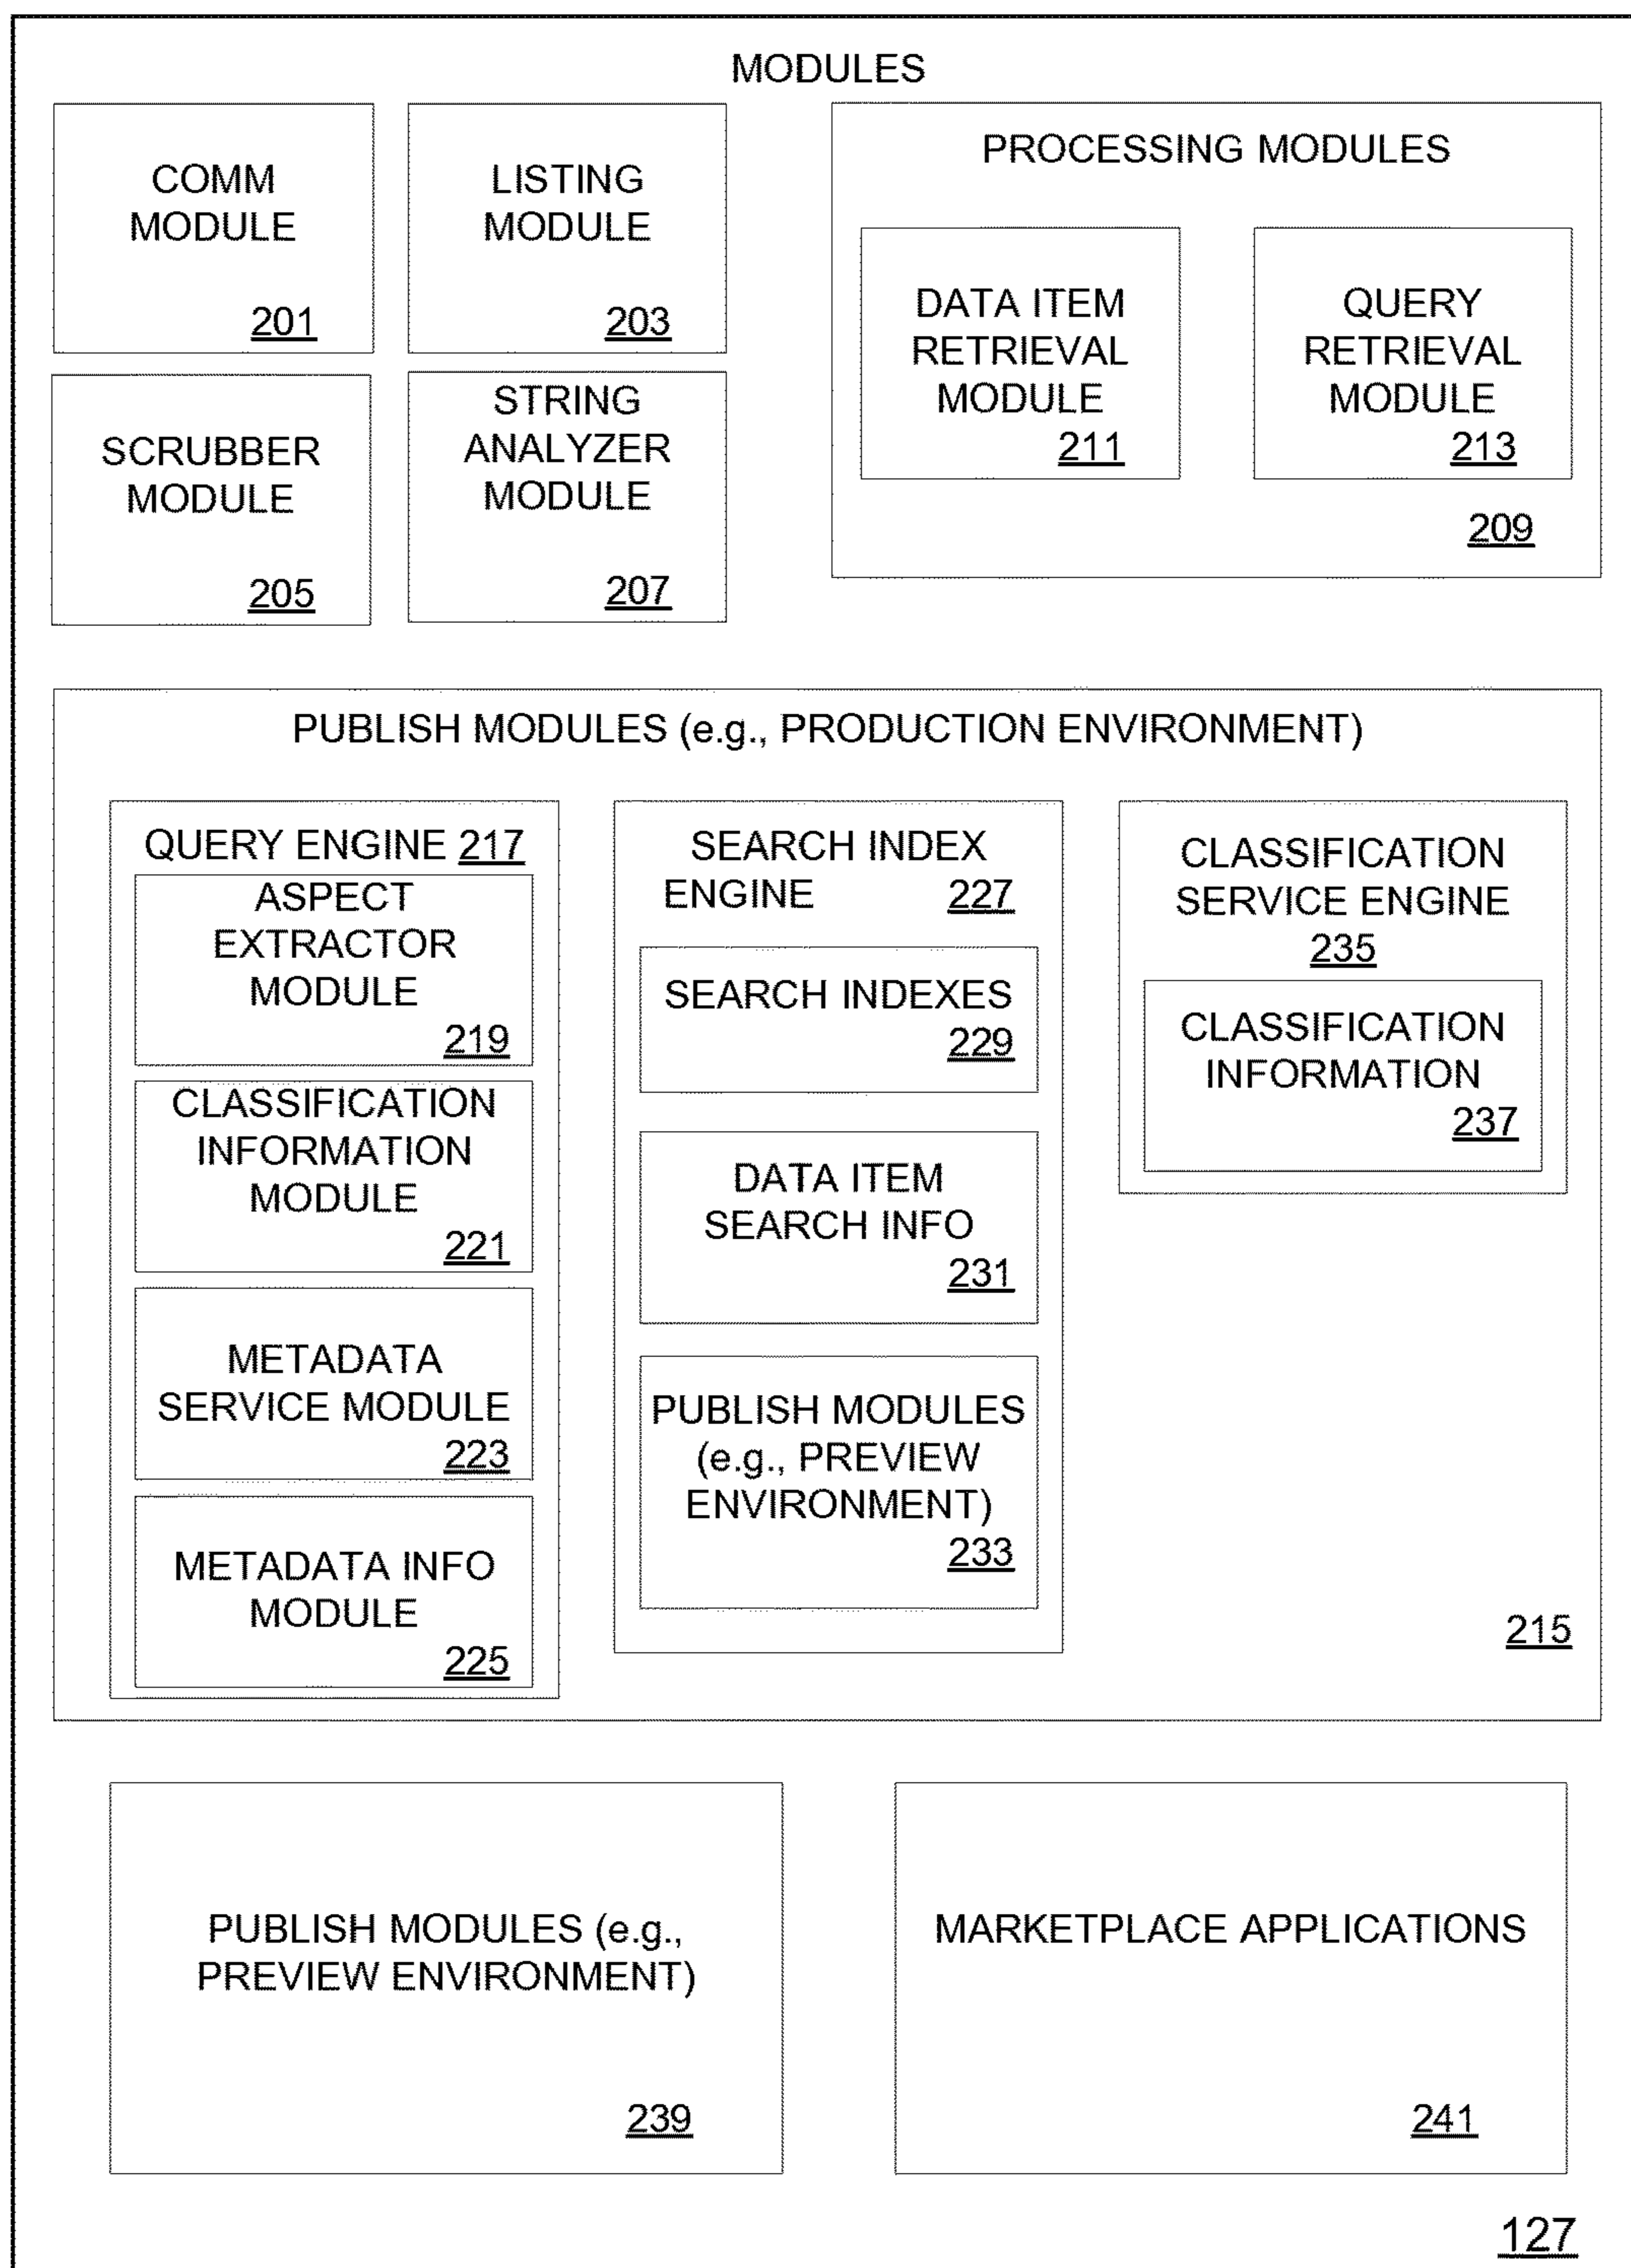 MODULES
COMM
MODULE
201
LISTING
MODULE
203
SCRUBBER
MODULE
205
STRING
ANALYZER
MODULE
207
PROCESSING MODULES
DATA ITEM
RETRIEVAL
MODULE
211
QUERY
RETRIEVAL
MODULE
213
209
PUBLISH MODULES (e.g., PRODUCTION ENVIRONMENT)
QUERY ENGINE 217
ASPECT
EXTRACTOR
MODULE
219
CLASSIFICATION
INFORMATION
MODULE
221
METADATA
SERVICE MODULE
223
METADATA INFO
MODULE
225
SEARCH INDEX
ENGINE 227
SEARCH INDEXES
229
DATA ITEM
SEARCH INFO
231
PUBLISH MODULES
(e.g., PREVIEW
ENVIRONMENT)
233
CLASSIFICATION
SERVICE ENGINE
235
CLASSIFICATION
INFORMATION
237
215
PUBLISH MODULES (e.g.,
PREVIEW ENVIRONMENT)
239
MARKETPLACE APPLICATIONS
241
127